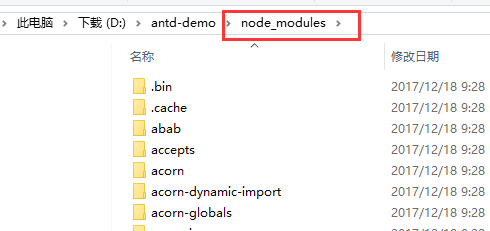 此电脑 > 下载 (D:) > antd-demo > node_modules >
名称 修改日期
.bin 2017/12/18 9:28
.cache 2017/12/18 9:28
abab 2017/12/18 9:28
accepts 2017/12/18 9:28
acorn 2017/12/18 9:28
acorn-dynamic-import 2017/12/18 9:28
acorn-globals 2017/12/18 9:28